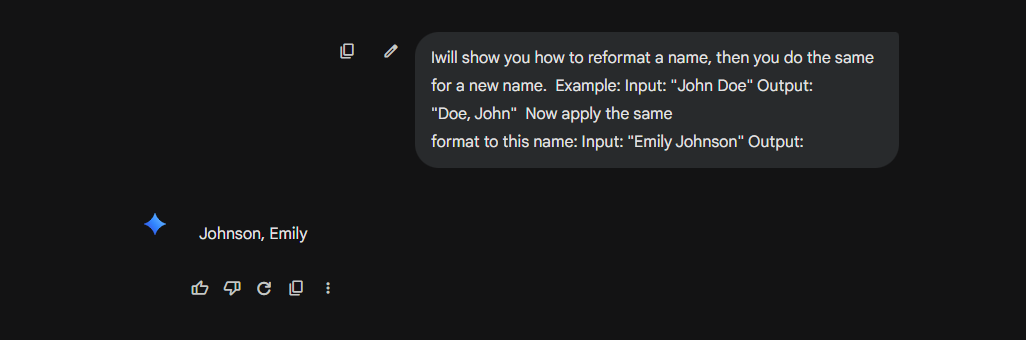 Iwill show you how to reformat a name, then you do the same
for a new name.  Example: Input: "John Doe" Output:
"Doe, John"  Now apply the same
format to this name: Input: "Emily Johnson" Output:
Johnson, Emily